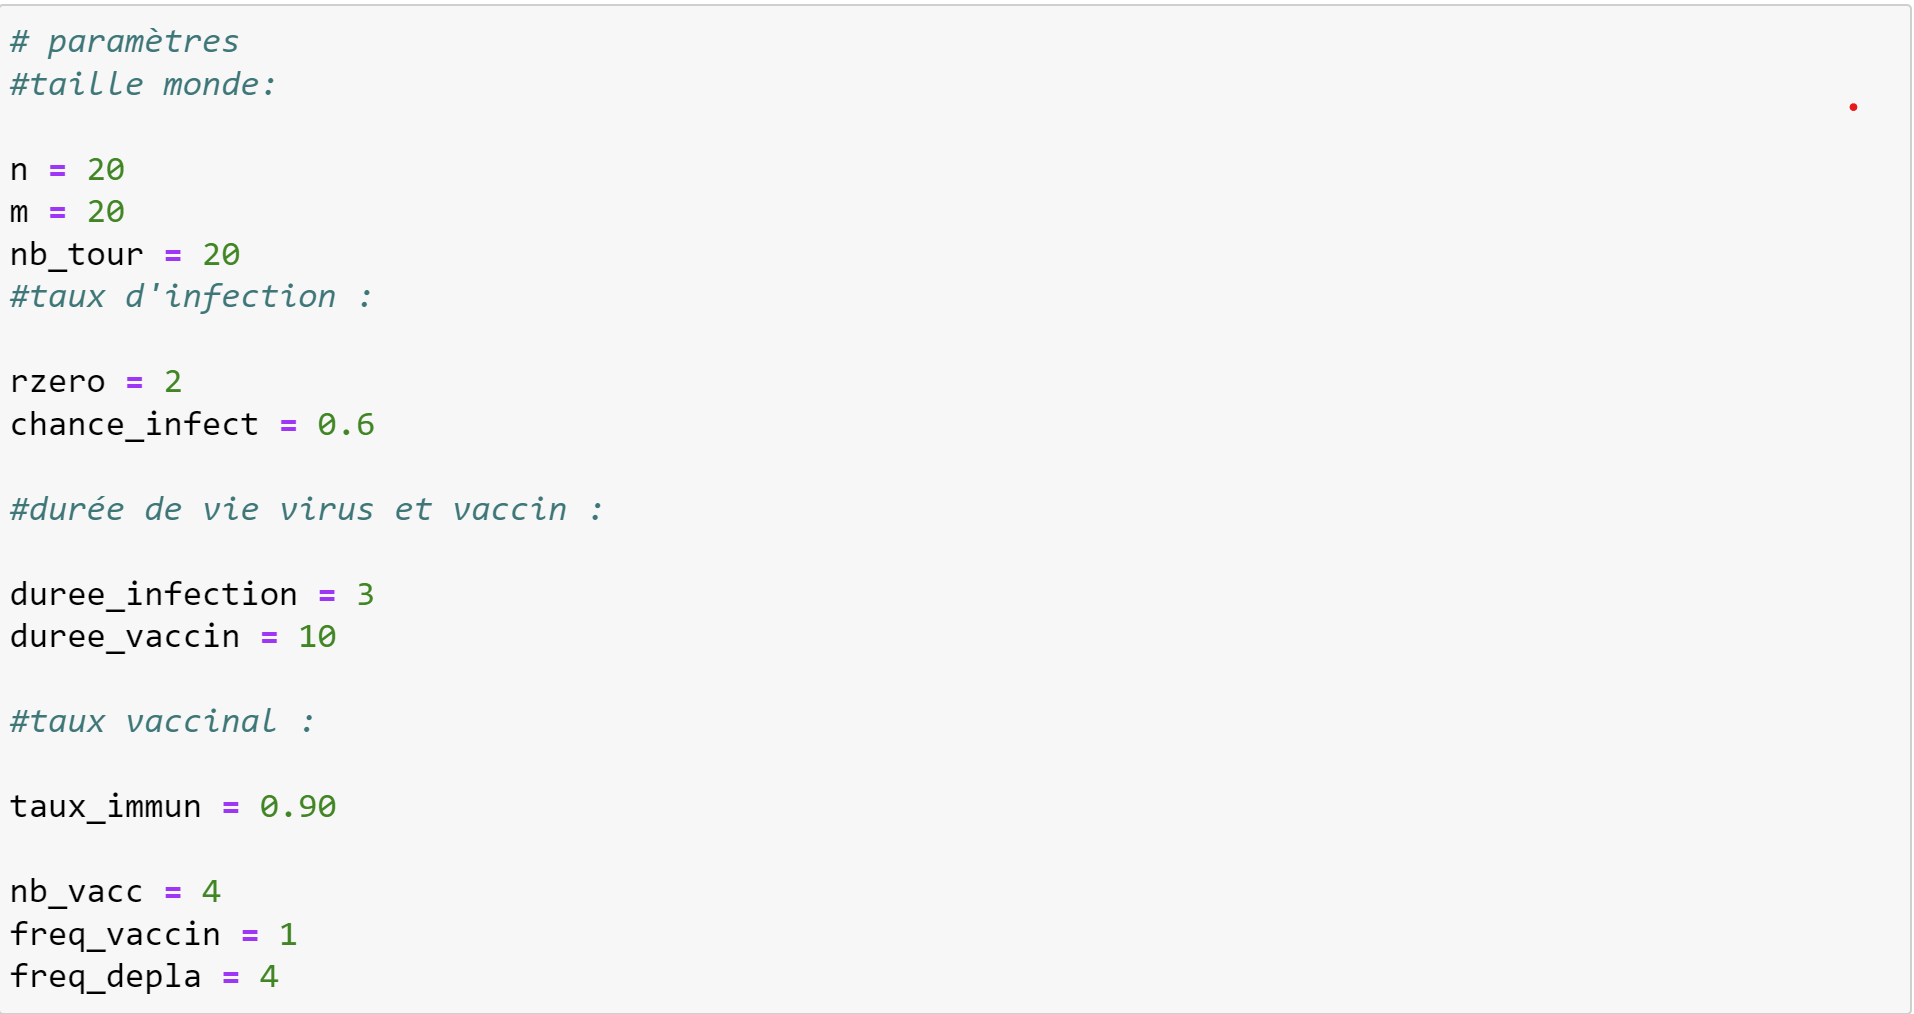 # paramètres
#taille monde:
n = 20
m = 20
nb_tour = 20
#taux d'infection :
rzero = 2
chance_infect = 0.6
#durée de vie virus et vaccin :
duree_infection = 3
duree_vaccin = 10
#taux vaccinal :
taux_immun = 0.90
nb_vacc = 4
freq_vaccin = 1
freq_depla = 4